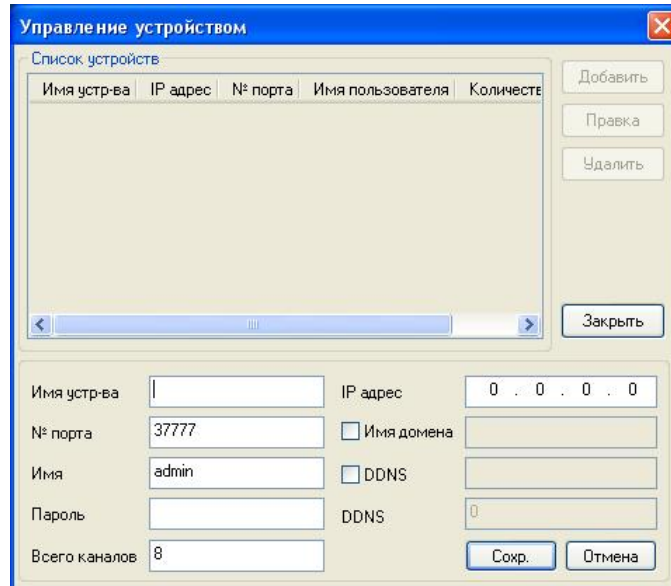 Управление устройством
Список устройств
Имя устр-ва IP адрес № порта Имя пользователя Количеств
Добавить
Правка
Удалить
Закрыть
Имя устр-ва IP адрес 0 . 0 . 0 . 0
№ порта 37777 Имя домена
Имя admin DDNS
Пароль DDNS 0
Всего каналов 8 Сохр. Отмена